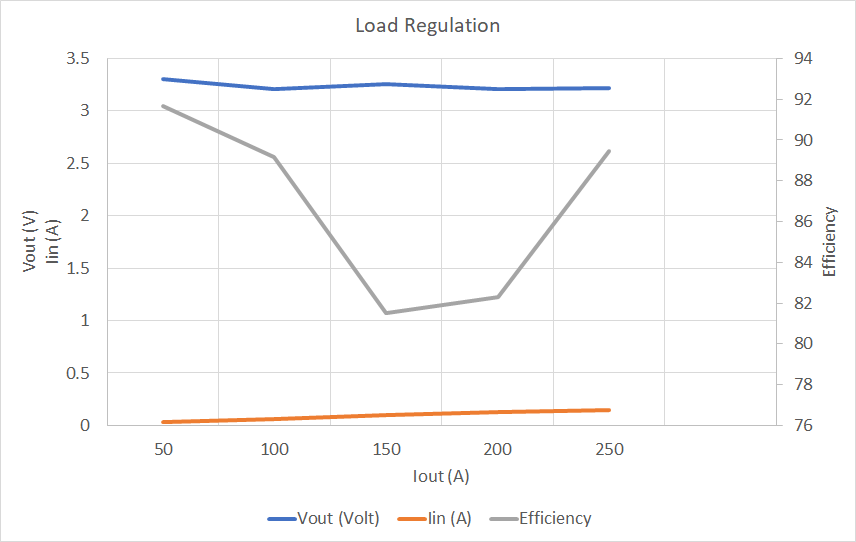 Load Regulation
3.5
3
2.5
2
1.5
1
0.5
0
Vout (V)
Iin (A)
94
92
90
88
86
84
82
80
78
76
Efficiency
50 100 150 200 250
Iout (A)
Vout (Volt) Iin (A) Efficiency